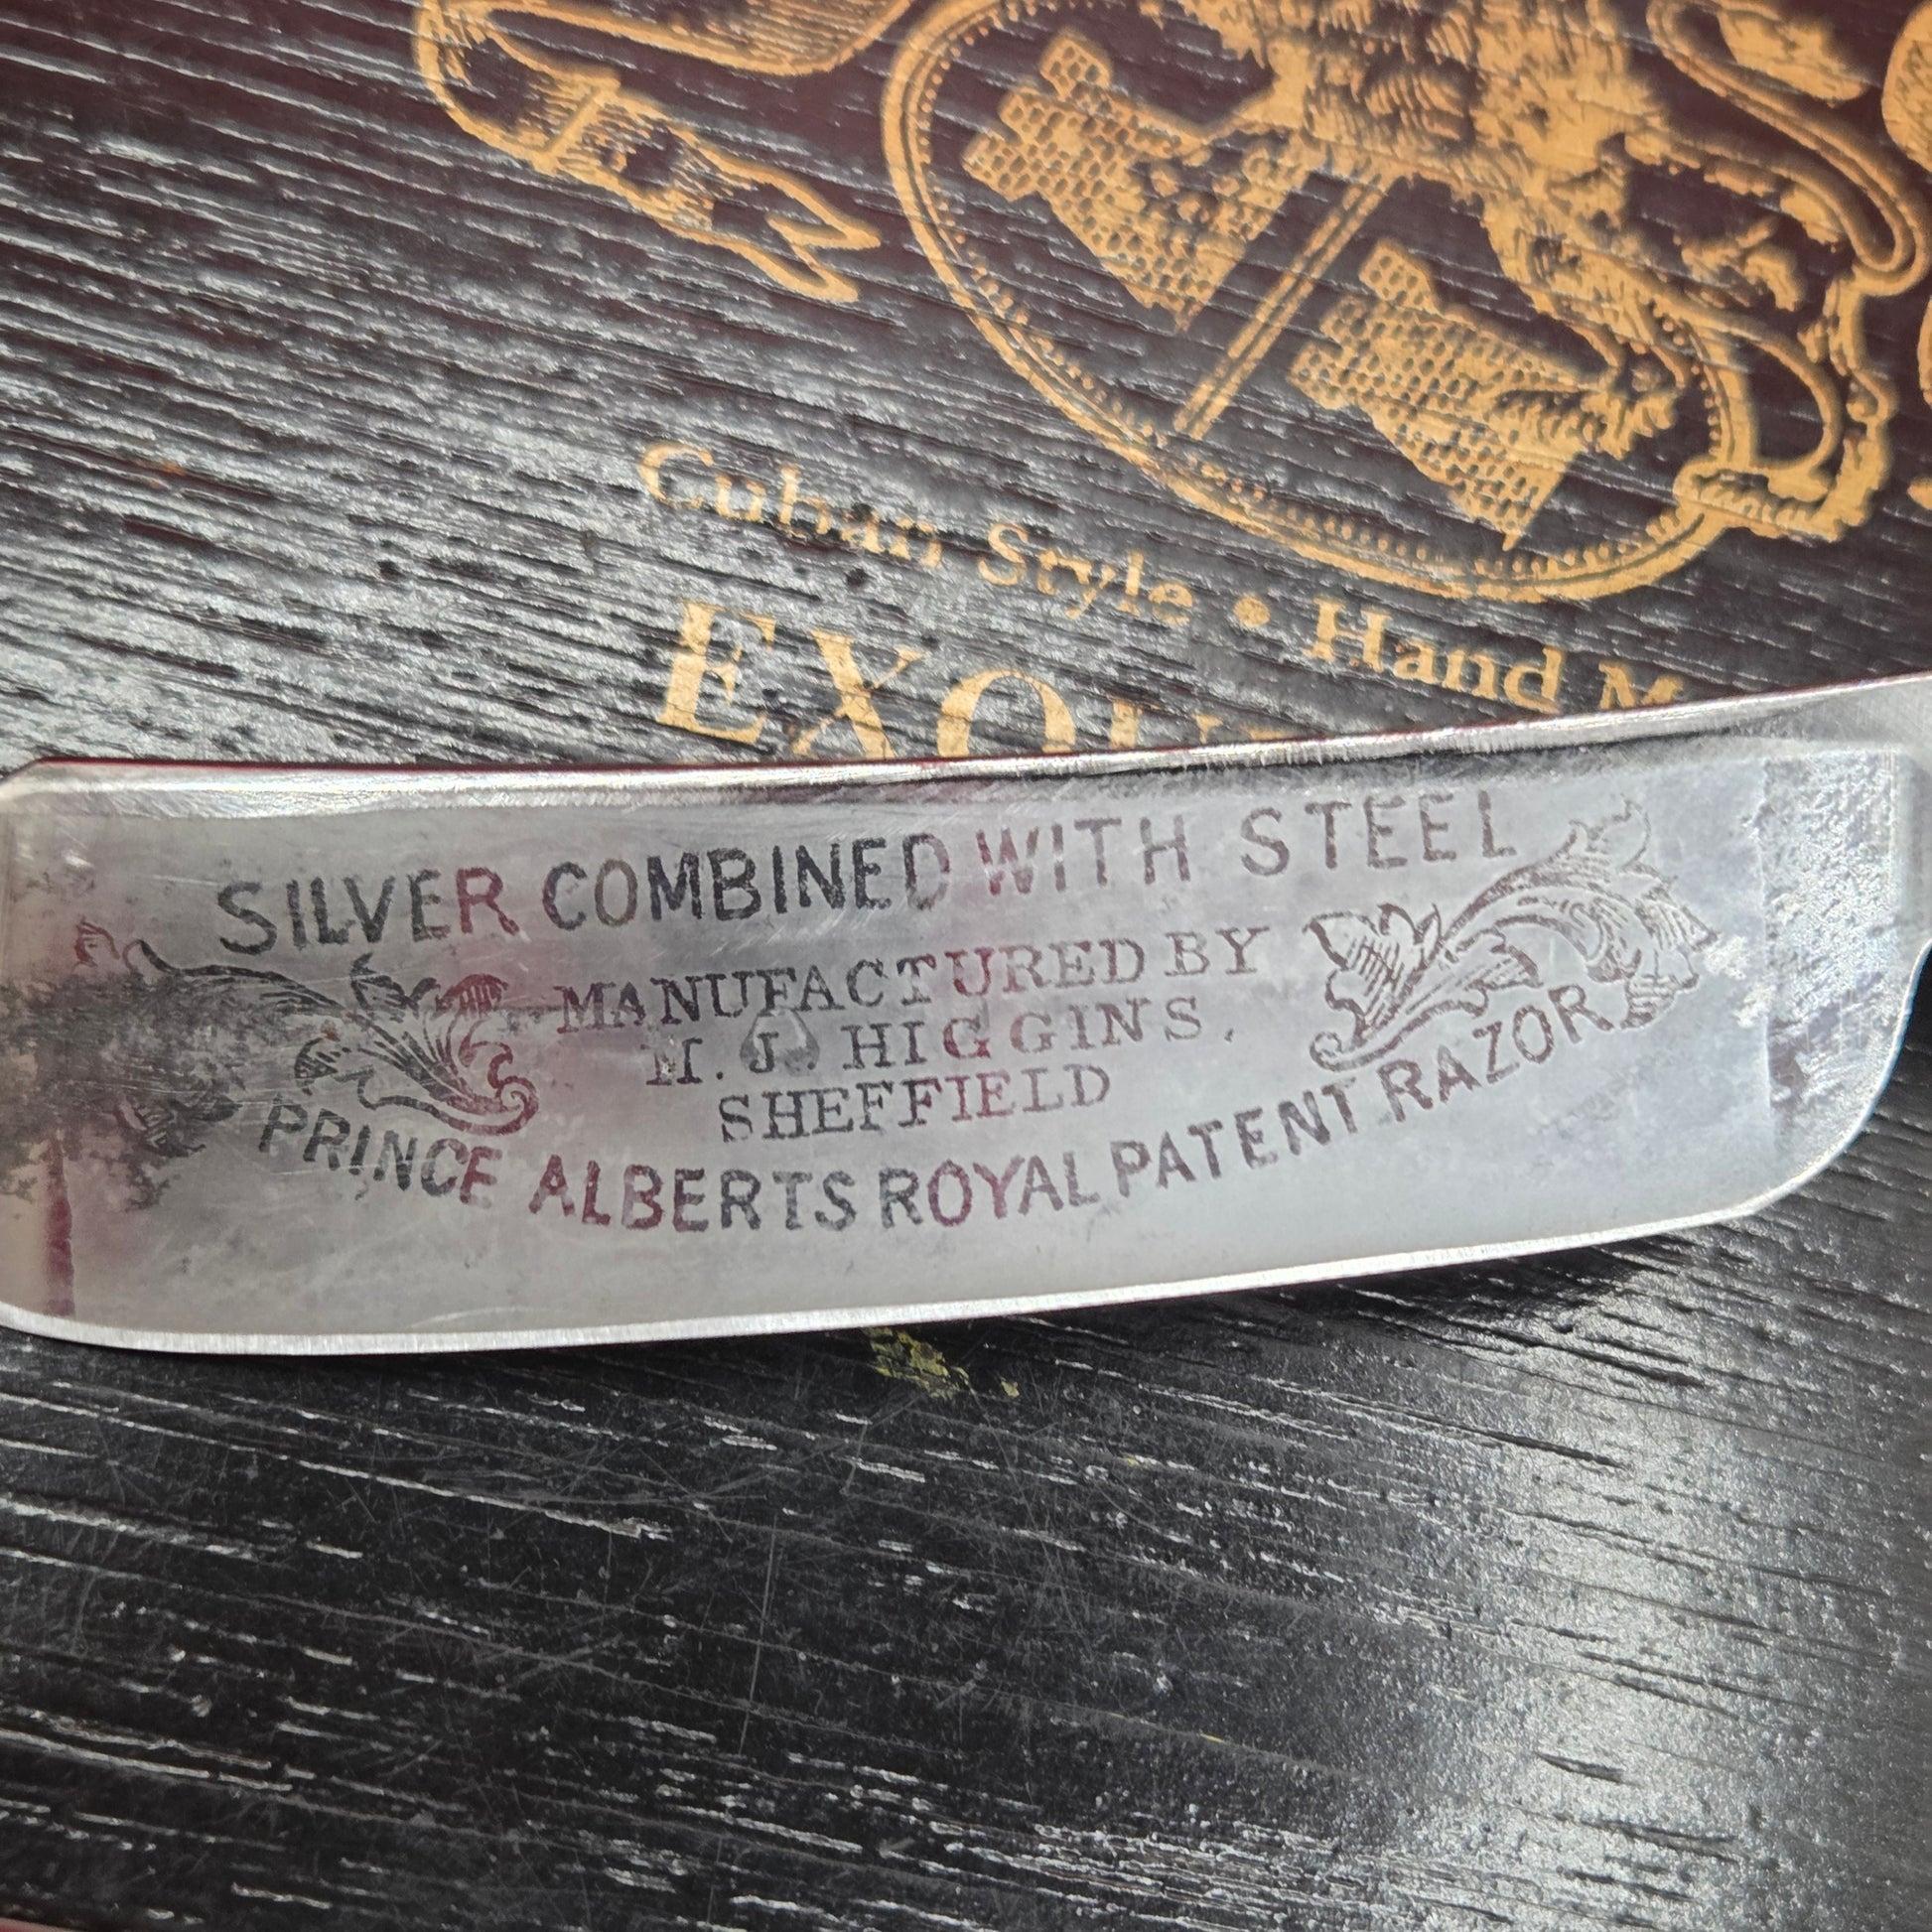 Cuban Style • Hand
SILVER COMBINED WITH STEEL
MANUFACTURED BY
M. J. HIGGINS,
SHEFFIELD
PRINCE ALBERTS ROYAL PATENT RAZOR